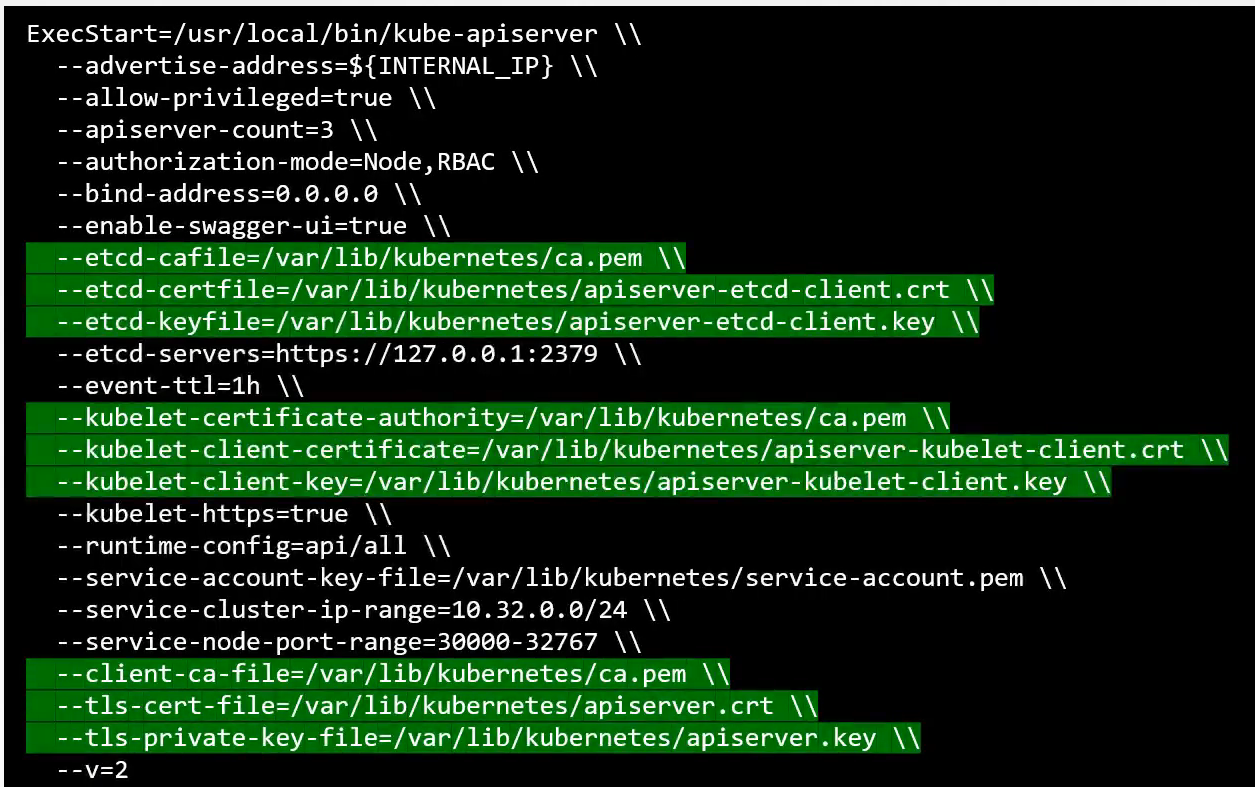 ExecStart=/usr/local/bin/kube-apiserver \\
--advertise-address=${INTERNAL_IP} \\
--allow-privileged=true \\
--apiserver-count=3 \\
--authorization-mode=Node,RBAC \\
--bind-address=0.0.0.0 \\
--enable-swagger-ui=true \\
--etcd-cafile=/var/lib/kubernetes/ca.pem \\
--etcd-certfile=/var/lib/kubernetes/apiserver-etcd-client.crt \\
--etcd-keyfile=/var/lib/kubernetes/apiserver-etcd-client.key \\
--etcd-servers=https://127.0.0.1:2379 \\
--event-ttl=1h \\
--kubelet-certificate-authority=/var/lib/kubernetes/ca.pem \\
--kubelet-client-certificate=/var/lib/kubernetes/apiserver-kubelet-client.crt \\
--kubelet-client-key=/var/lib/kubernetes/apiserver-kubelet-client.key \\
--kubelet-https=true \\
--runtime-config=api/all \\
--service-account-key-file=/var/lib/kubernetes/service-account.pem \\
--service-cluster-ip-range=10.32.0.0/24 \\
--service-node-port-range=30000-32767 \\
--client-ca-file=/var/lib/kubernetes/ca.pem \\
--tls-cert-file=/var/lib/kubernetes/apiserver.crt \\
--tls-private-key-file=/var/lib/kubernetes/apiserver.key \\
--v=2